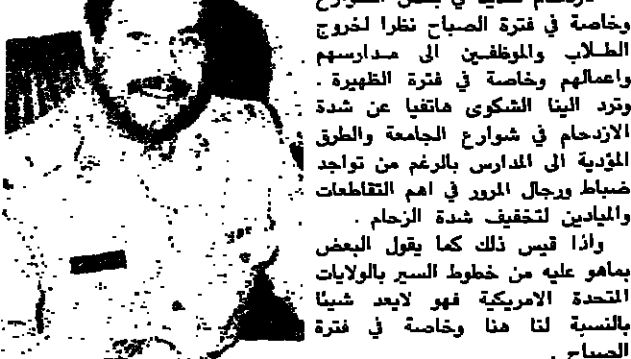 وخاصة في فترة الصباح نظرا لخروج
الطلاب والموظفين الى مدارسهم
واعمالهم وخاصة في فترة الظهيرة .
وترد الينا الشكوى هاتفيا عن شدة
الازدحام في شوارع الجامعة والطرق
المؤدية الى المدارس بالرغم من تواجد
ضباط ورجال المرور في اهم التقاطعات
والميادين لتخفيف شدة الزحام .
واذا قيس ذلك كما يقول البعض
بماهو عليه من خطوط السير بالولايات
المتحدة الامريكية فهو لايعد شيئا
بالنسبة لنا هنا وخاصة في فترة
الصباح .